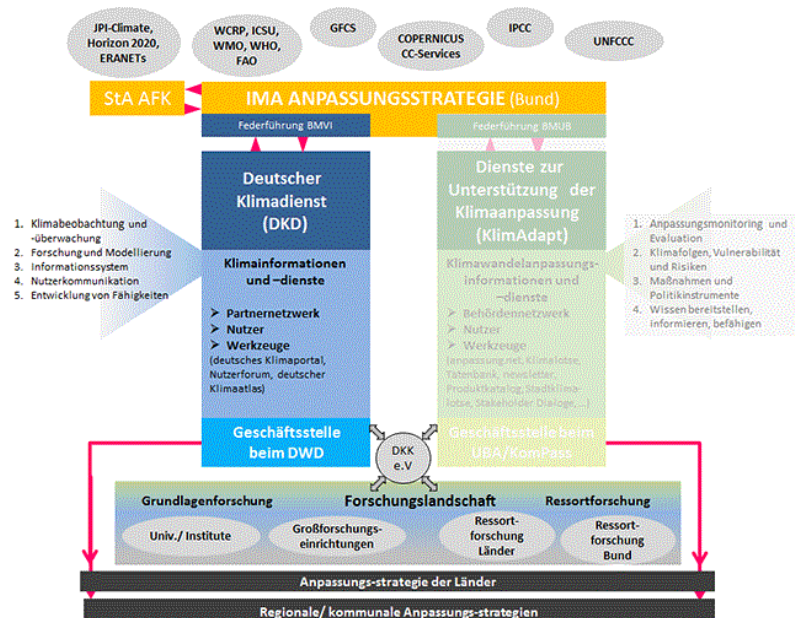 JPI-Climate,
Horizon 2020,
ERANETs
WCRP, ICSU,
WMO, WHO,
FAO
GFCS
COPERNICUS
CC-Services
IPCC
UNFCCC
StA AFK
IMA ANPASSUNGSSTRATEGIE (Bund)
Federführung BMVI
Federführung BMUB
Deutscher
Klimadienst
(DKD)
Dienste zur
Unterstützung der
Klimaanpassung
(KlimAdapt)
1. Klimabeobachtung und
-überwachung
2. Forschung und Modellierung
3. Informationssystem
4. Nutzerkommunikation
5. Entwicklung von Fähigkeiten
Klimainformationen
und –dienste
➢ Partnernetzwerk
➢ Nutzer
➢ Werkzeuge
(deutsches Klimaportal,
Nutzerforum, deutscher
Klimaatlas)
Klimawandelanpassungs-
informationen und
–dienste
➢ Behördennetzwerk
➢ Nutzer
➢ Werkzeuge
(anpassung.net, Klimalotse,
Tatenbank, newsletter,
Produktkatalog, Stadtklima-
lotse, Stakeholder Dialoge, ...)
1. Anpassungsmonitoring und
Evaluation
2. Klimafolgen, Vulnerabilität
und Risiken
3. Maßnahmen und
Politikinstrumente
4. Wissen bereitstellen,
informieren, befähigen
Geschäftsstelle
beim DWD
DKK
e.V
Geschäftsstelle beim
UBA/KomPass
Grundlagenforschung
Forschungslandschaft
Ressortforschung
Univ./ Institute
Großforschungs-
einrichtungen
Ressort-
forschung
Länder
Ressort-
forschung
Bund
Anpassungs-strategie der Länder
Regionale/ kommunale Anpassungs-strategien